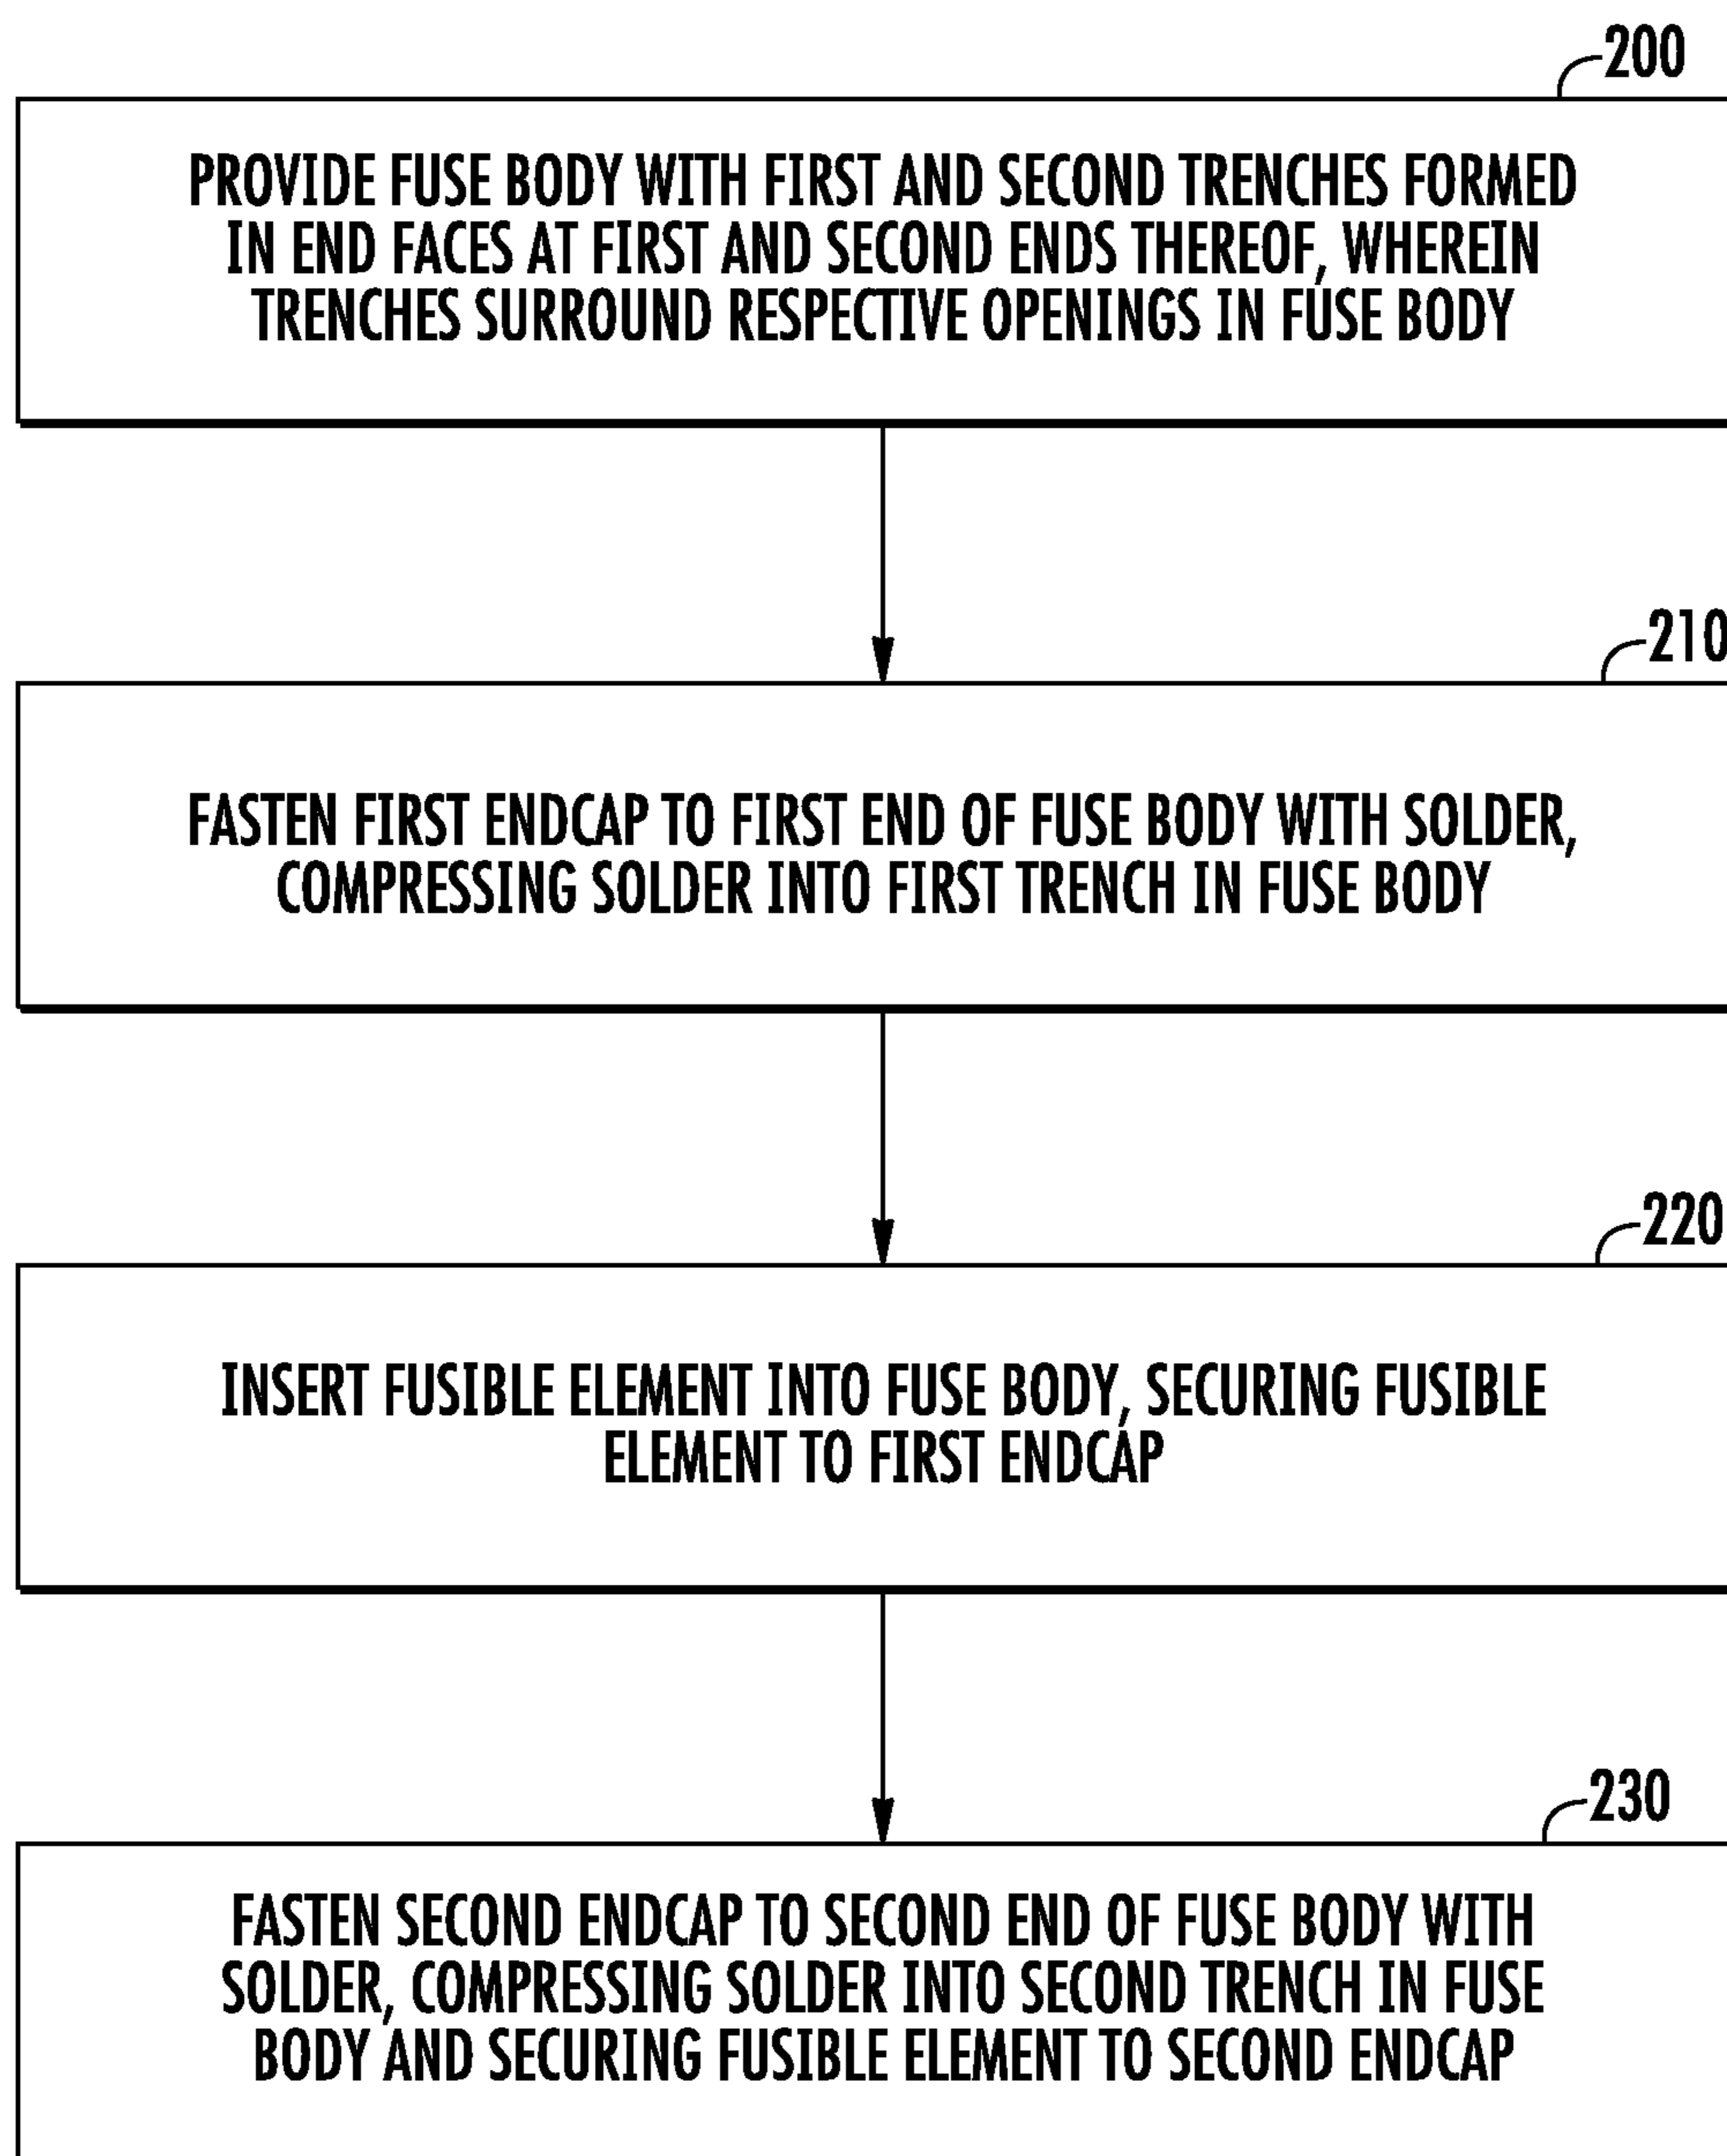 200
PROVIDE FUSE BODY WITH FIRST AND SECOND TRENCHES FORMED
IN END FACES AT FIRST AND SECOND ENDS THEREOF, WHEREIN
TRENCHES SURROUND RESPECTIVE OPENINGS IN FUSE BODY
210
FASTEN FIRST ENDCAP TO FIRST END OF FUSE BODY WITH SOLDER,
COMPRESSING SOLDER INTO FIRST TRENCH IN FUSE BODY
220
INSERT FUSIBLE ELEMENT INTO FUSE BODY, SECURING FUSIBLE
ELEMENT TO FIRST ENDCAP
230
FASTEN SECOND ENDCAP TO SECOND END OF FUSE BODY WITH
SOLDER, COMPRESSING SOLDER INTO SECOND TRENCH IN FUSE
BODY AND SECURING FUSIBLE ELEMENT TO SECOND ENDCAP